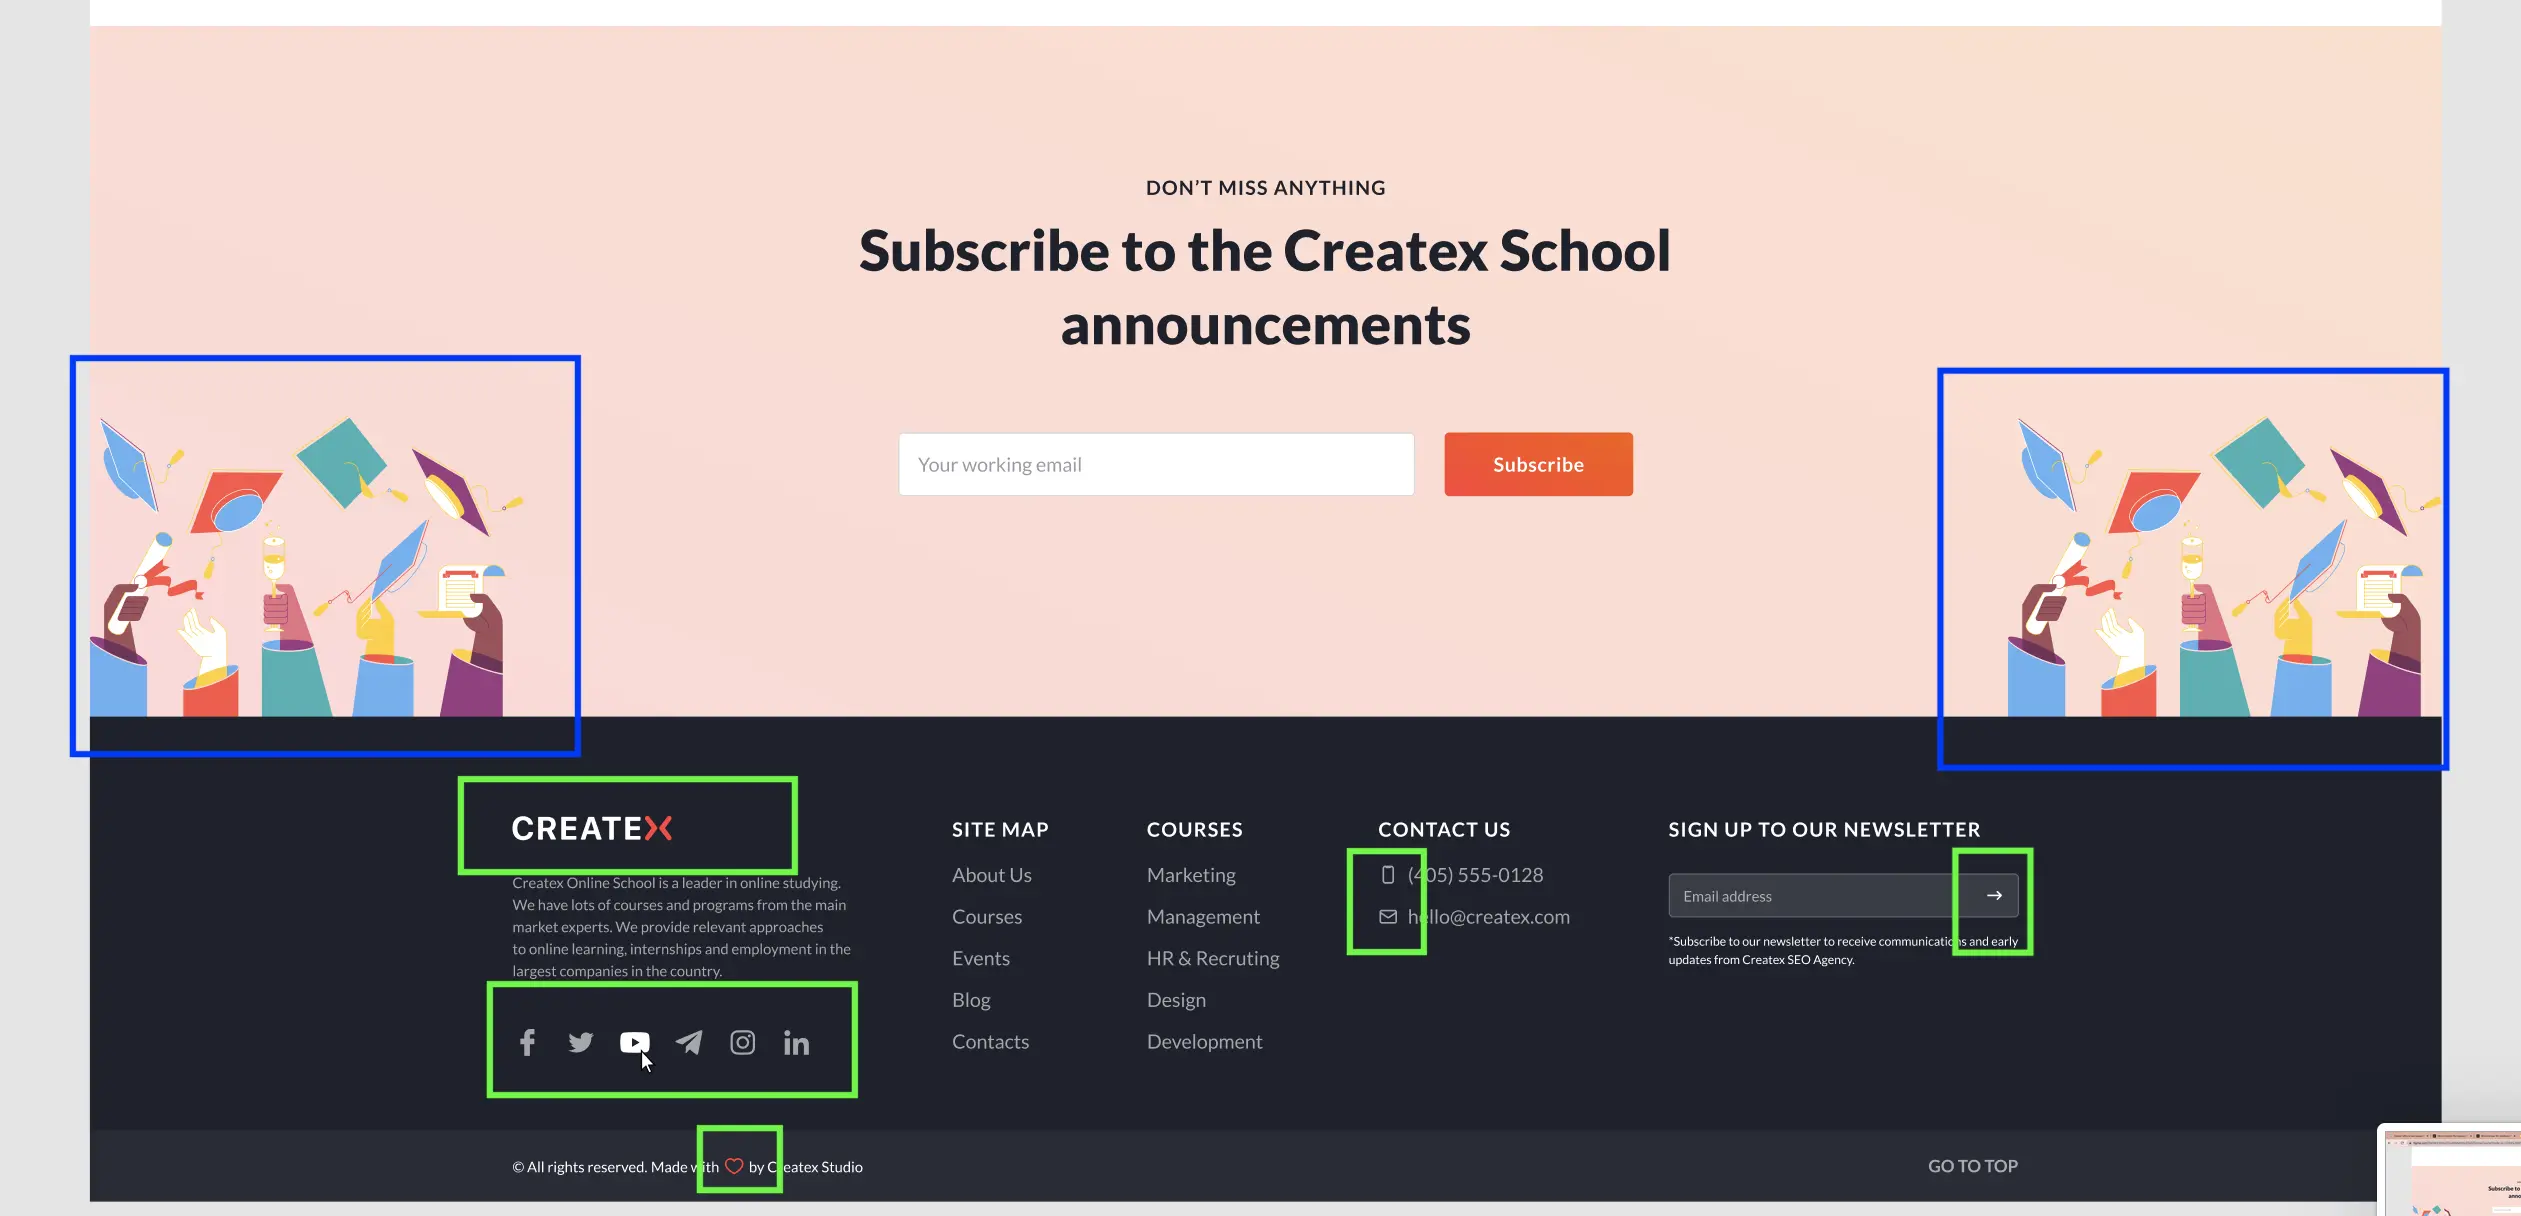 DON'T MISS ANYTHING
Subscribe to the Createx School
announcements
Your working email
Subscribe
CREATEX
Createx Online School is a leader in online studying.
We have lots of courses and programs from the main
market experts. We provide relevant approaches
to online learning, internships and employment in the
largest companies in the country.
SITE MAP
About Us
Courses
Events
Blog
Contacts
COURSES
Marketing
Management
HR & Recruting
Design
Development
CONTACT US
(405) 555-0128
hello@createx.com
SIGN UP TO OUR NEWSLETTER
Email address
*Subscribe to our newsletter to receive communications and early
updates from Createx SEO Agency.
© All rights reserved. Made with by Createx Studio
GO TO TOP
Subscribe to